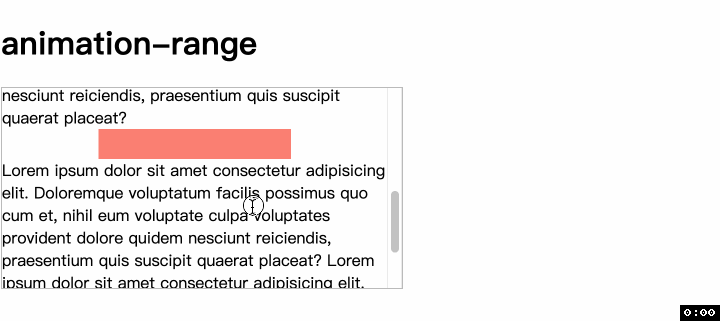 animation-range
nesciunt reiciendis, praesentium quis suscipit
quaerat placeat?
Lorem ipsum dolor sit amet consectetur adipisicing
elit. Doloremque voluptatum facilis possimus quo
cum et, nihil eum voluptate culpa voluptates
provident dolore quidem nesciunt reiciendis,
praesentium quis suscipit quaerat placeat? Lorem
ipsum dolor sit amet consectetur adipisicing elit.
0:00